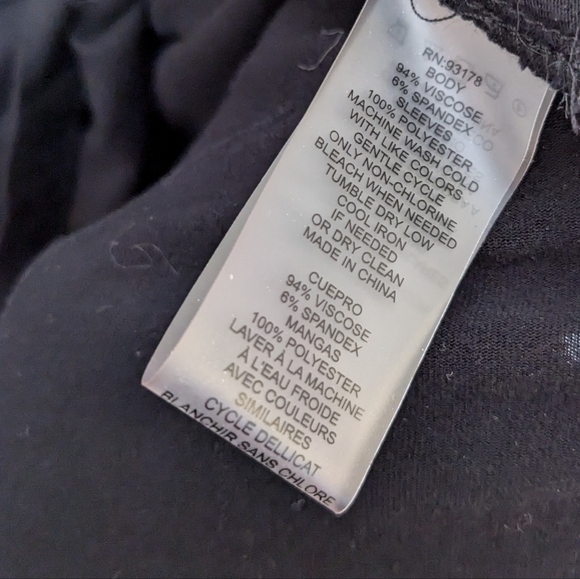 RN:93178
BODY
94% VISCOSE
6% SPANDEX
SLEEVES
100% POLYESTER
MACHINE WASH COLD
WITH LIKE COLORS
GENTLE CYCLE
ONLY NON-CHLORINE
BLEACH WHEN NEEDED
TUMBLE DRY LOW
COOL IRON
IF NEEDED
OR DRY CLEAN
MADE IN CHINA
CUEPRO
94% VISCOSE
6% SPANDEX
MANGAS
100% POLYESTER
LAVER À LA MACHINE
À L'EAU FROIDE
AVEC COULEURS
SIMILAIRES
CYCLE DELLICAT
BLANCHIR SANS CHLORE